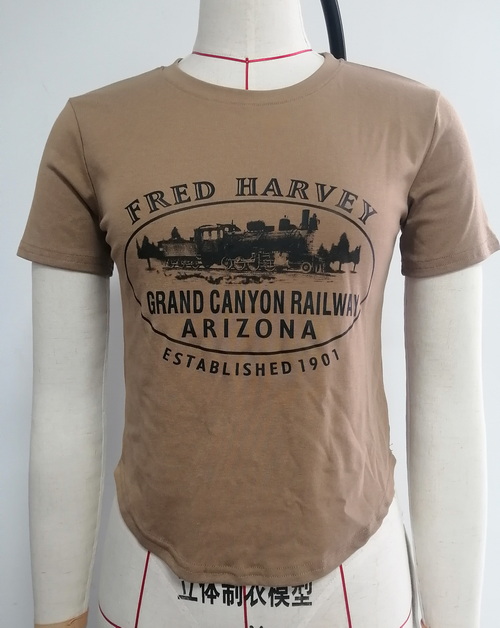 FRED HARVEY
GRAND CANYON RAILWAY
ARIZONA
ESTABLISHED 1901
立体制衣模型